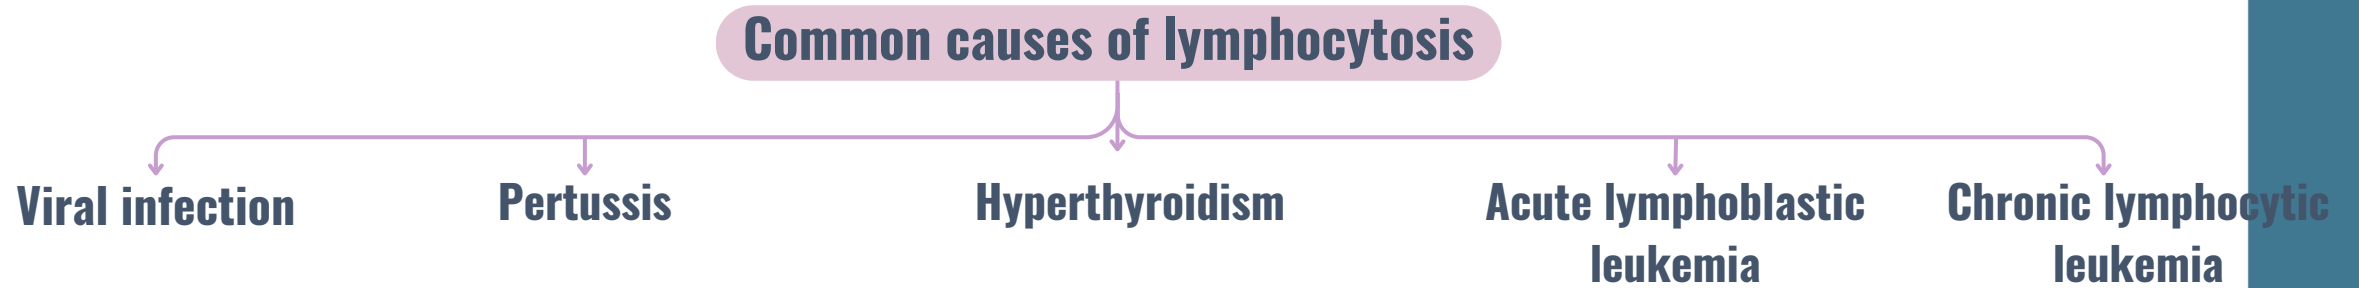 Common causes of lymphocytosis
Viral infection
Pertussis
Hyperthyroidism
Acute lymphoblastic
leukemia
Chronic lymphocytic
leukemia